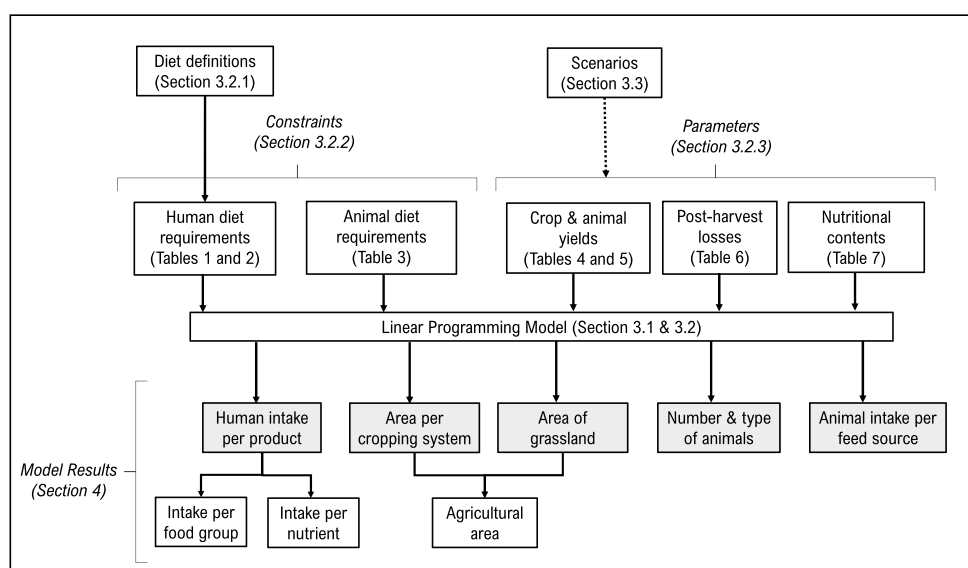 Diet definitions
(Section 3.2.1)
Scenarios
(Section 3.3)
Constraints
(Section 3.2.2)
Parameters
(Section 3.2.3)
Human diet
requirements
(Tables 1 and 2)
Animal diet
requirements
(Table 3)
Crop & animal
yields
(Tables 4 and 5)
Post-harvest
losses
(Table 6)
Nutritional
contents
(Table 7)
Linear Programming Model (Section 3.1 & 3.2)
Human intake
per product
Area per
cropping system
Area of
grassland
Number & type
of animals
Animal intake per
feed source
Model Results
(Section 4)
Intake per
food group
Intake per
nutrient
Agricultural
area